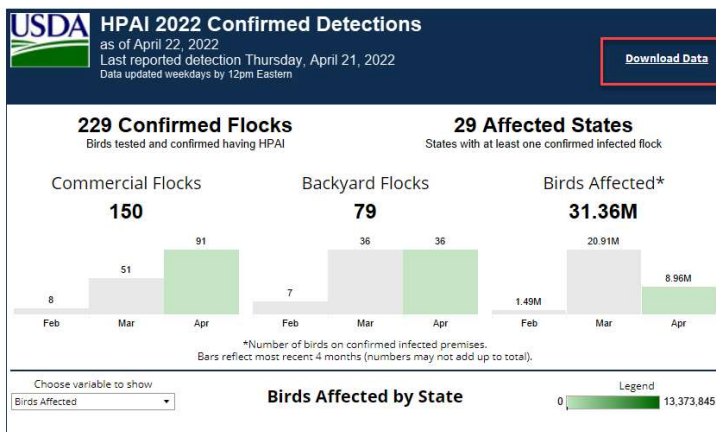 USDA
HPAI 2022 Confirmed Detections
as of April 22, 2022
Last reported detection Thursday, April 21, 2022
Data updated weekdays by 12pm Eastern
Download Data
229 Confirmed Flocks
Birds tested and confirmed having HPAI
29 Affected States
States with at least one confirmed infected flock
Commercial Flocks
150
8
51
91
Feb
Mar
Apr
Backyard Flocks
79
7
36
36
Feb
Mar
Apr
Birds Affected*
31.36M
1.49M
20.91M
8.96M
Feb
Mar
Apr
*Number of birds on confirmed infected premises.
Bars reflect most recent 4 months (numbers may not add up to total).
Choose variable to show
Birds Affected
Birds Affected by State
Legend
0
13,373,845